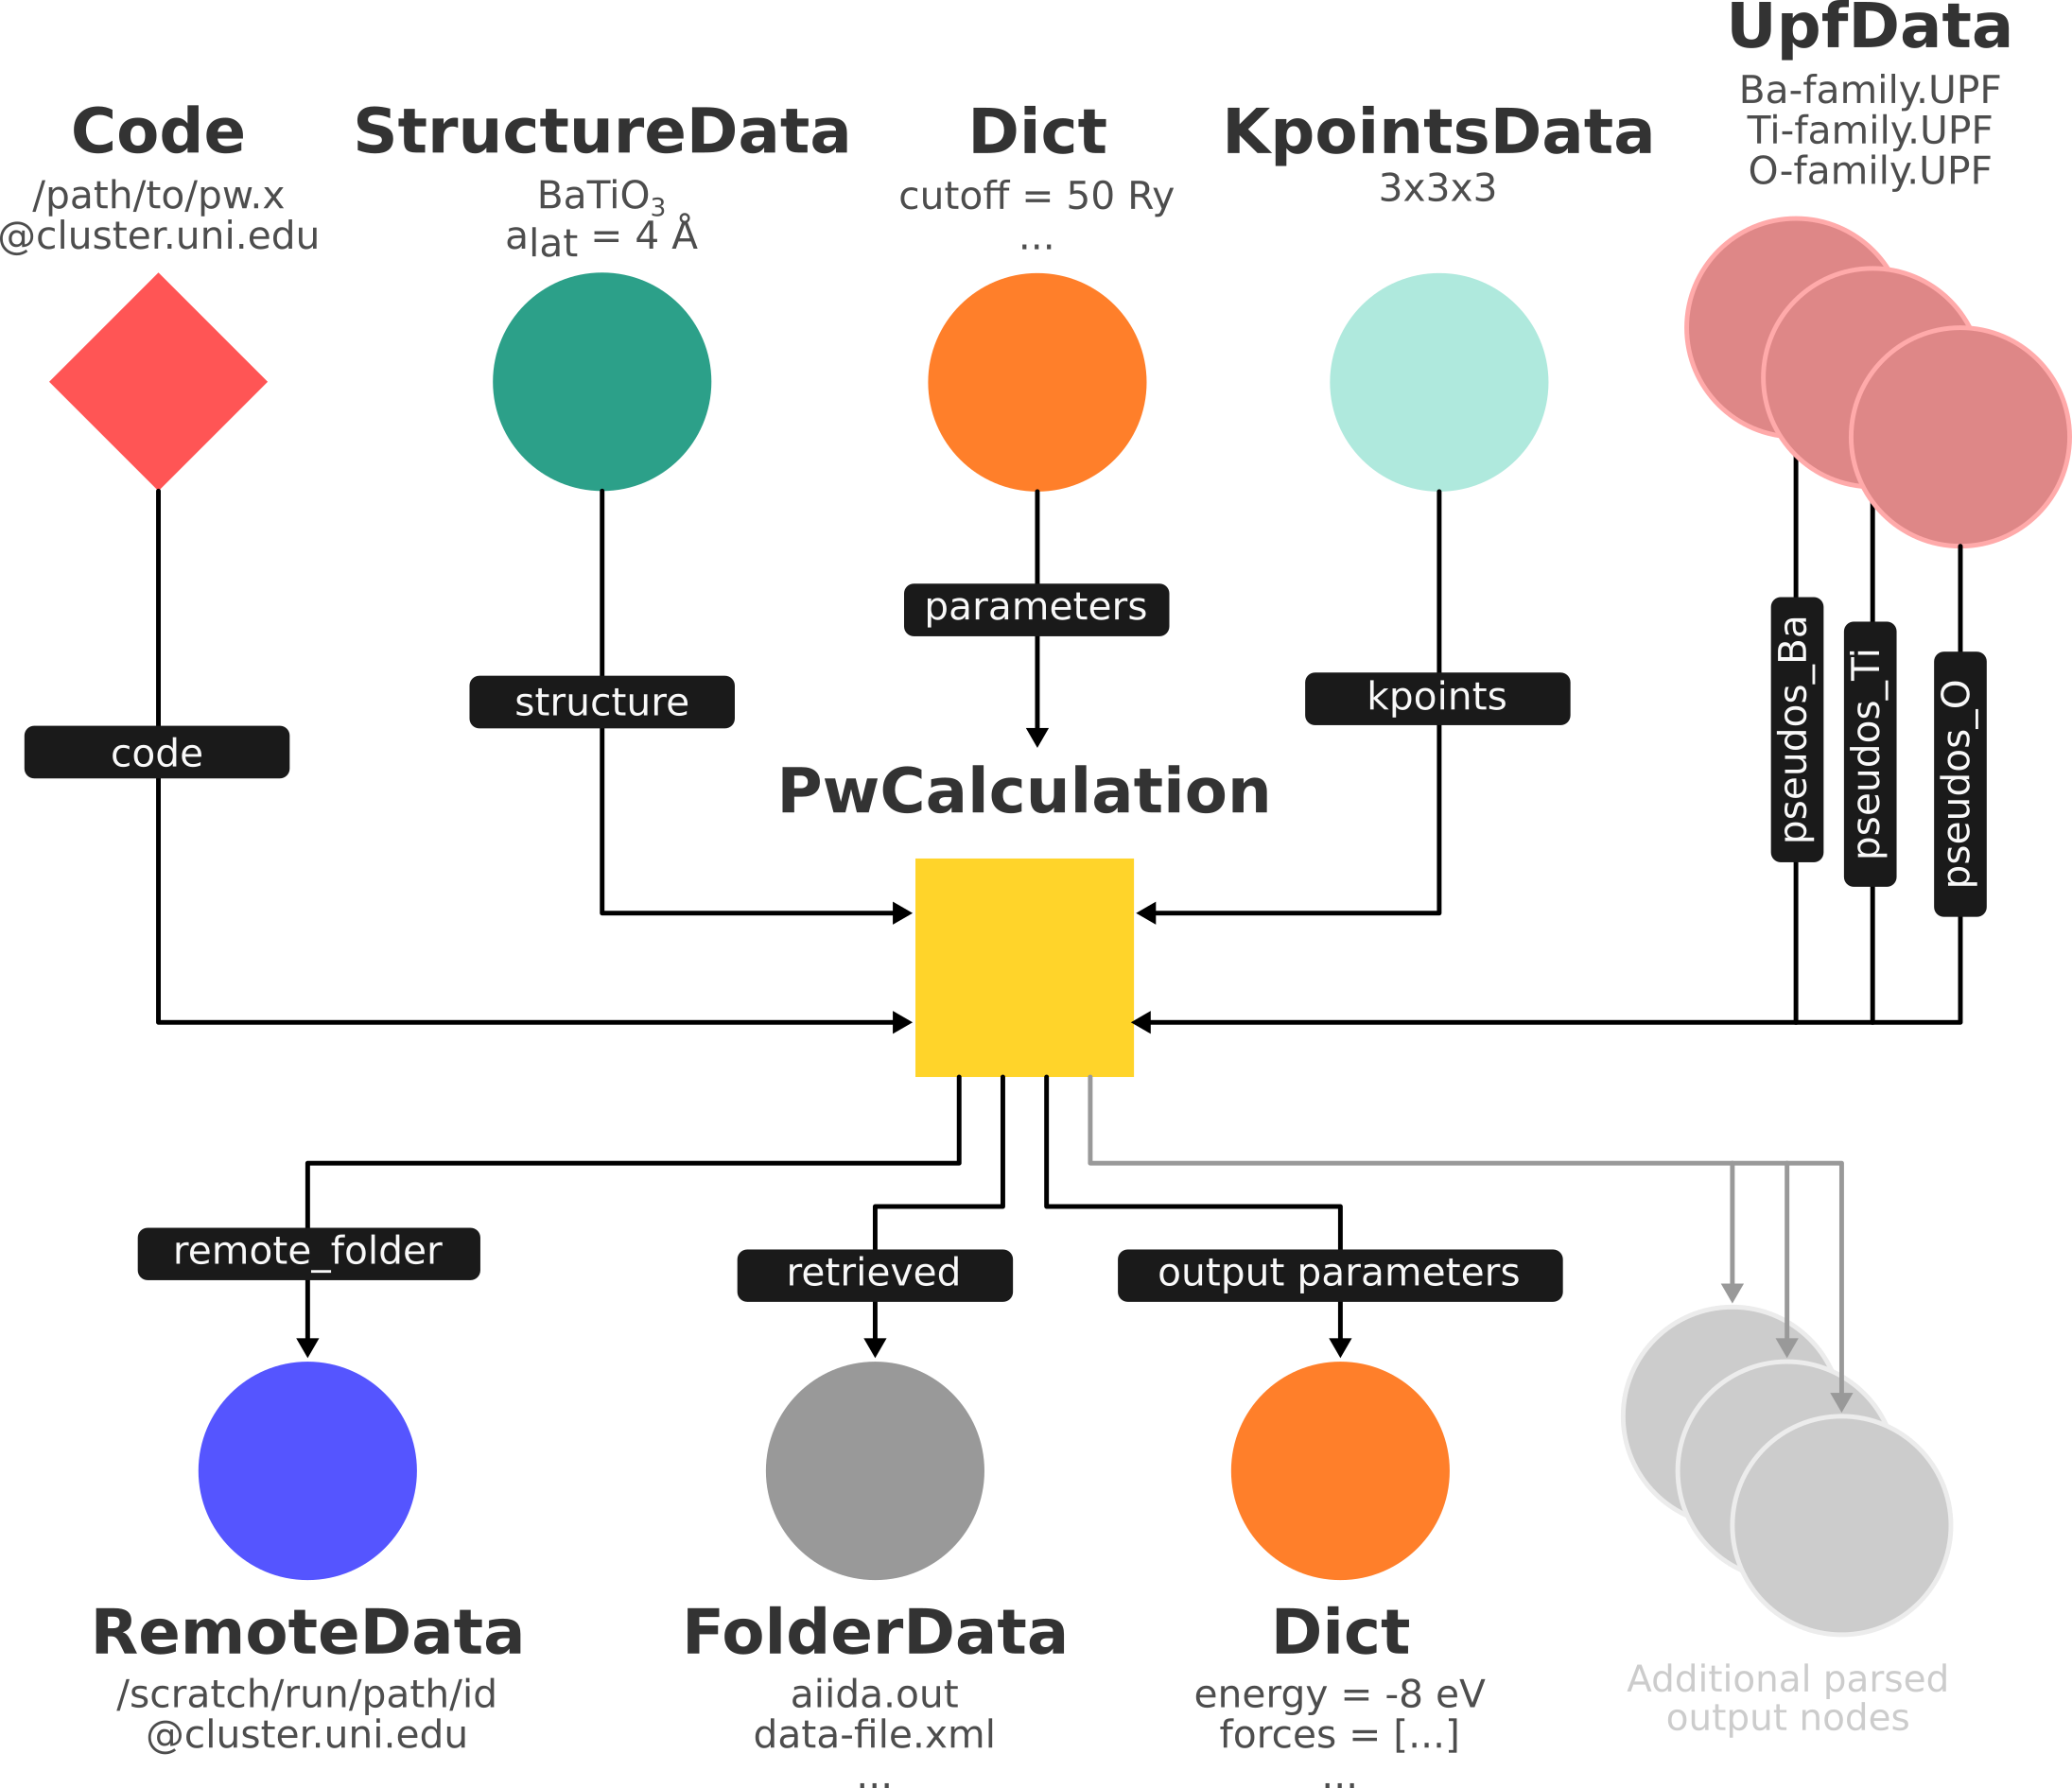 UpfData
Ba-family.UPF
Ti-family.UPF
O-family.UPF
Code
/path/to/pw.x
@cluster.uni.edu
StructureData
BaTiO₃
alat = 4 Å
Dict
cutoff = 50 Ry
...
KpointsData
3x3x3
parameters
structure
kpoints
code
pseudos_Ba
pseudos_Ti
pseudos_O
PwCalculation
remote_folder
retrieved
output parameters
RemoteData
/scratch/run/path/id
@cluster.uni.edu
FolderData
aiida.out
data-file.xml
...
Dict
energy = -8 eV
forces = [...]
...
Additional parsed
output nodes